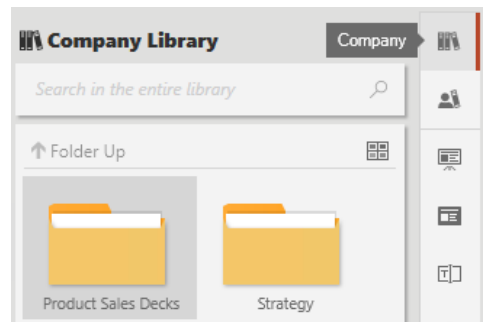 Company Library
Company
Search in the entire library
Folder Up
Product Sales Decks
Strategy